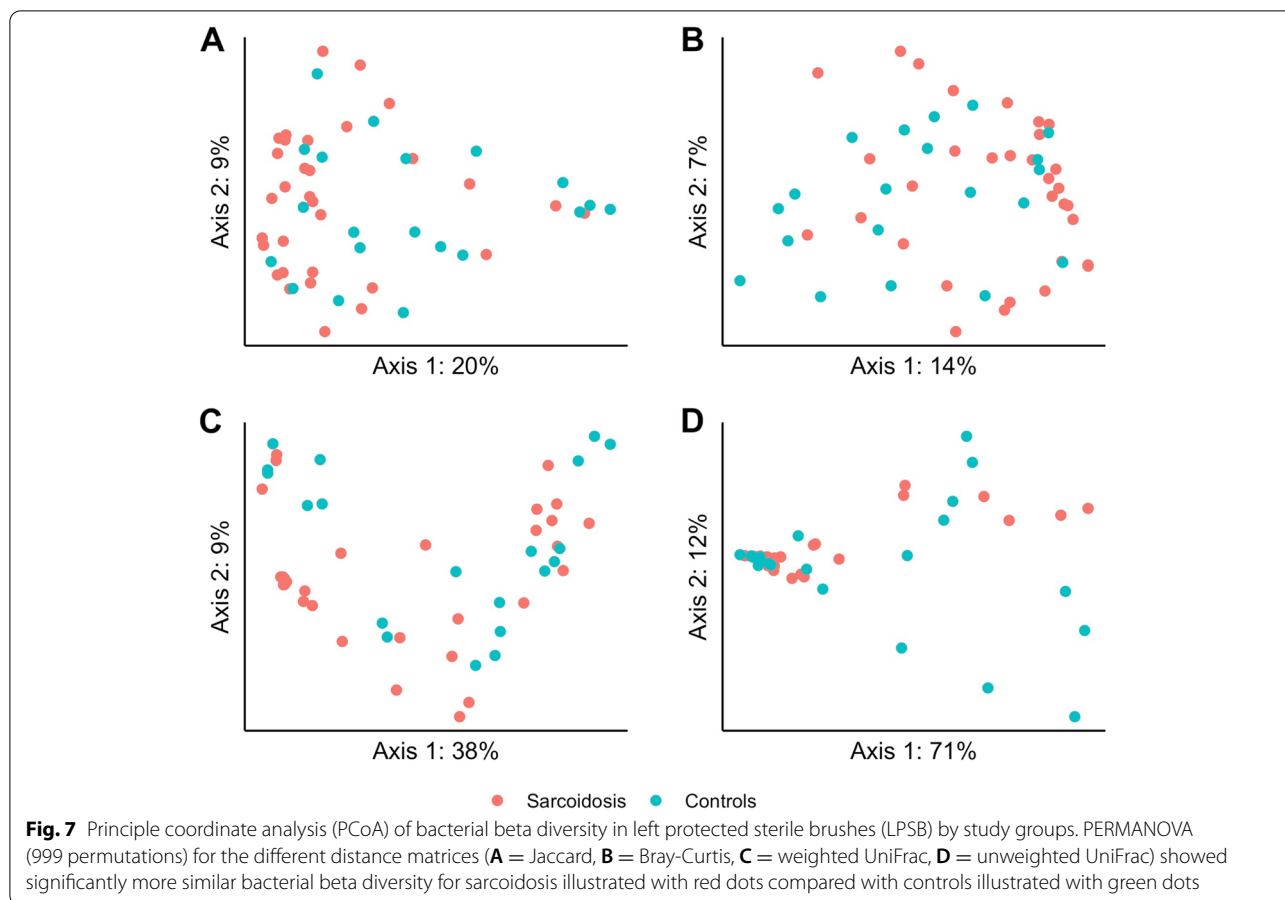 A
B
Axis 2: 9%
Axis 2: 7%
Axis 1: 20%
Axis 1: 14%
C
D
Axis 2: 9%
Axis 2: 12%
Axis 1: 38%
Axis 1: 71%
Sarcoidosis Controls
Fig. 7 Principle coordinate analysis (PCoA) of bacterial beta diversity in left protected sterile brushes (LPSB) by study groups. PERMANOVA
(999 permutations) for the different distance matrices (A = Jaccard, B = Bray-Curtis, C = weighted UniFrac, D = unweighted UniFrac) showed
significantly more similar bacterial beta diversity for sarcoidosis illustrated with red dots compared with controls illustrated with green dots